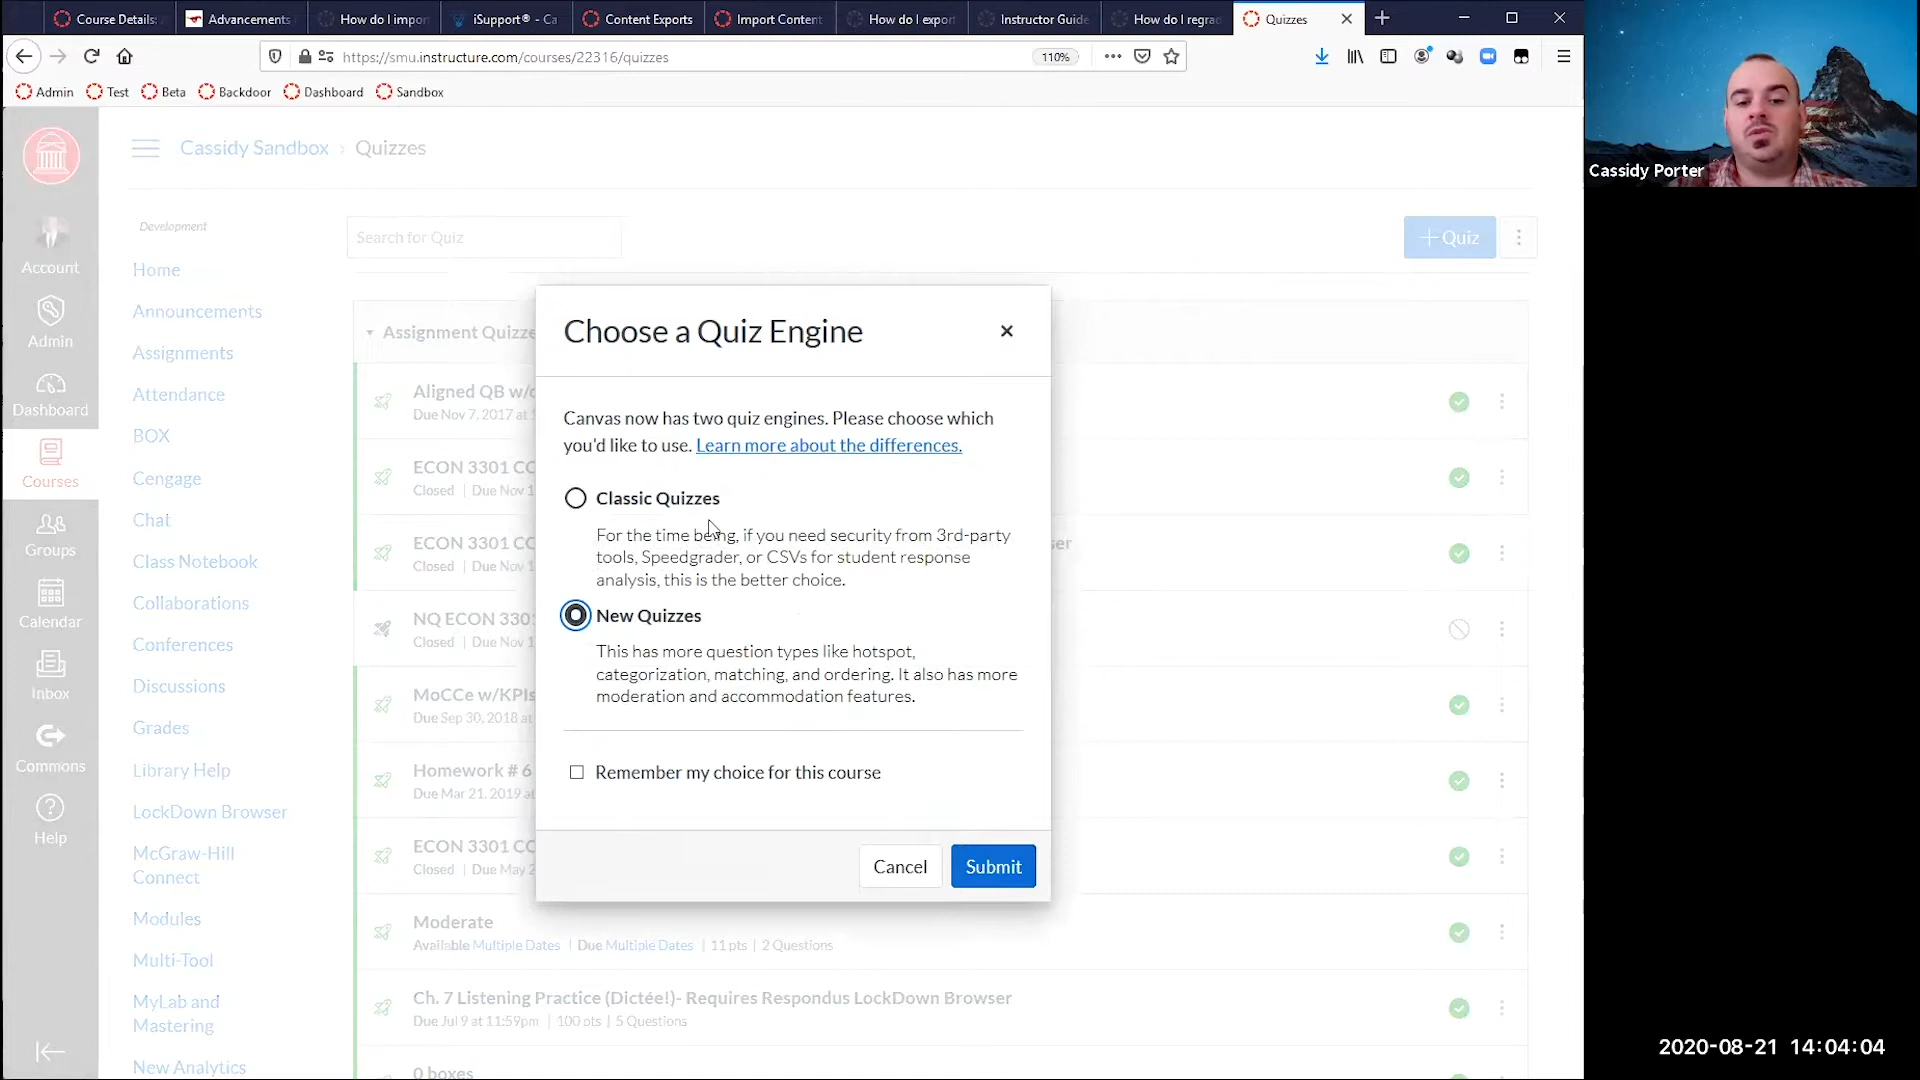 Course Details:
Advancements
How do I impor
iSupport® - Ca
Content Exports
Import Content
How do I export
Instructor Guide
How do I regrad
Quizzes
https://smu.instructure.com/courses/22316/quizzes
110%
Admin
Test
Beta
Backdoor
Dashboard
Sandbox
Cassidy Porter
Cassidy Sandbox › Quizzes
Account
Admin
Dashboard
Courses
Groups
Calendar
Inbox
Commons
Help
Development
Home
Announcements
Assignments
Attendance
BOX
Cengage
Chat
Class Notebook
Collaborations
Conferences
Discussions
Grades
Library Help
LockDown Browser
McGraw-Hill
Connect
Modules
Multi-Tool
MyLab and
Mastering
New Analytics
Search for Quiz
+ Quiz
Assignment Quizze
Aligned QB w/o
Due Nov 7, 2017 at
ECON 3301 CC
Closed | Due Nov 1
ECON 3301 CC
ser
Closed | Due Nov 1
NQ ECON 330
Closed | Due Nov 1
MoCCe w/KPIs
Due Sep 30, 2018 at
Homework # 6
Due Mar 21, 2019 at
ECON 3301 CC
Closed | Due May 2
Moderate
Available Multiple Dates | Due Multiple Dates | 11 pts | 2 Questions
Ch. 7 Listening Practice (Dictée!)- Requires Respondus LockDown Browser
Due Jul 9 at 11:59pm | 100 pts | 5 Questions
0 boxes
Choose a Quiz Engine
Canvas now has two quiz engines. Please choose which
you'd like to use. Learn more about the differences.
Classic Quizzes
For the time being, if you need security from 3rd-party
tools, Speedgrader, or CSVs for student response
analysis, this is the better choice.
New Quizzes
This has more question types like hotspot,
categorization, matching, and ordering. It also has more
moderation and accommodation features.
Remember my choice for this course
Cancel
Submit
2020-08-21 14:04:04